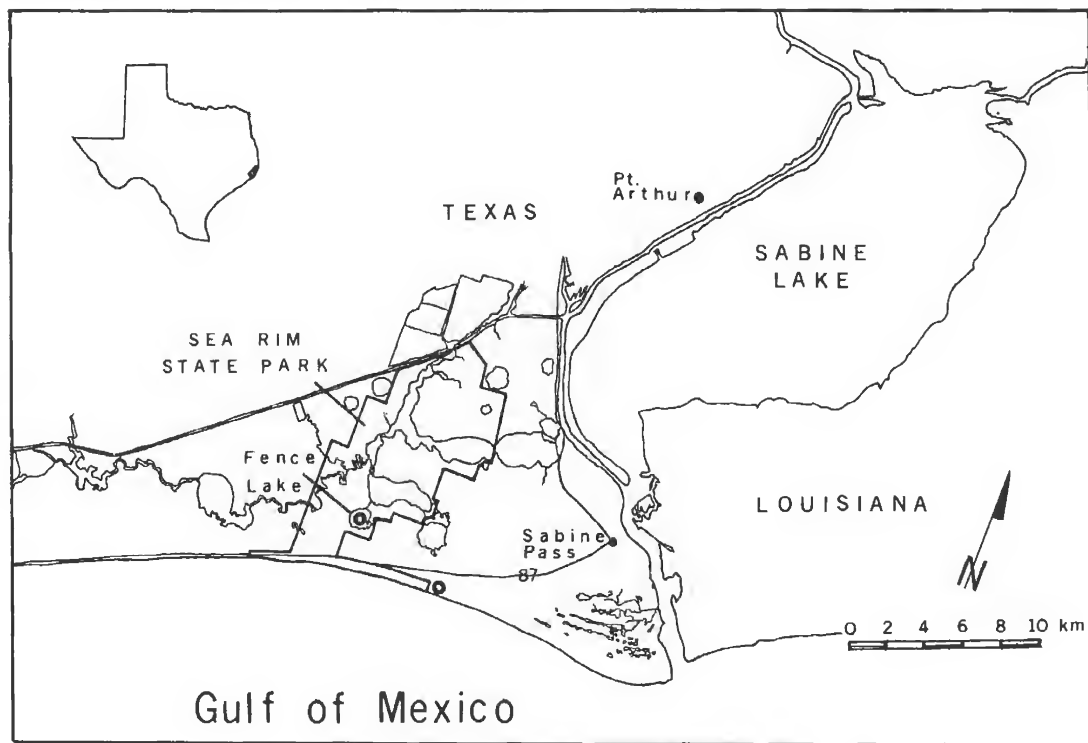 Pt.
Arthur
TEXAS
SABINE
LAKE
SEA RIM
STATE PARK
Fence
Lake
LOUISIANA
Sabine
Pass
87
N
0 2 4 6 8 10 km
Gulf of Mexico